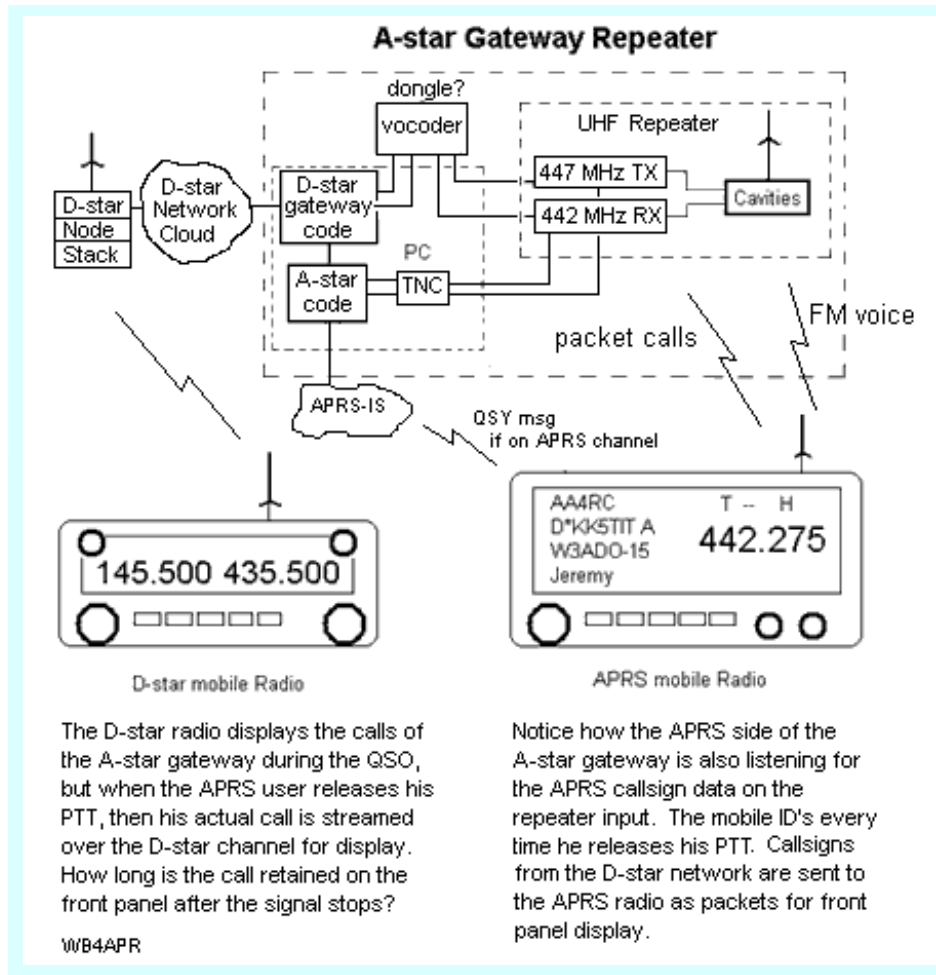 A-star Gateway Repeater
dongle?
vocoder
UHF Repeater
447 MHz TX
442 MHz RX
Cavities
D-star
Node
Stack
D-star
Network
Cloud
D-star
gateway
code
PC
A-star
code
TNC
packet calls
FM voice
APRS-IS
QSY msg
if on APRS channel
145.500 435.500
D-star mobile Radio
AA4RC
D*KK5TIT A
W3ADO-15
Jeremy
T -- H
442.275
APRS mobile Radio
The D-star radio displays the calls of
the A-star gateway during the QSO,
but when the APRS user releases his
PTT, then his actual call is streamed
over the D-star channel for display.
How long is the call retained on the
front panel after the signal stops?
WB4APR
Notice how the APRS side of the
A-star gateway is also listening for
the APRS callsign data on the
repeater input. The mobile ID's every
time he releases his PTT. Callsigns
from the D-star network are sent to
the APRS radio as packets for front
panel display.